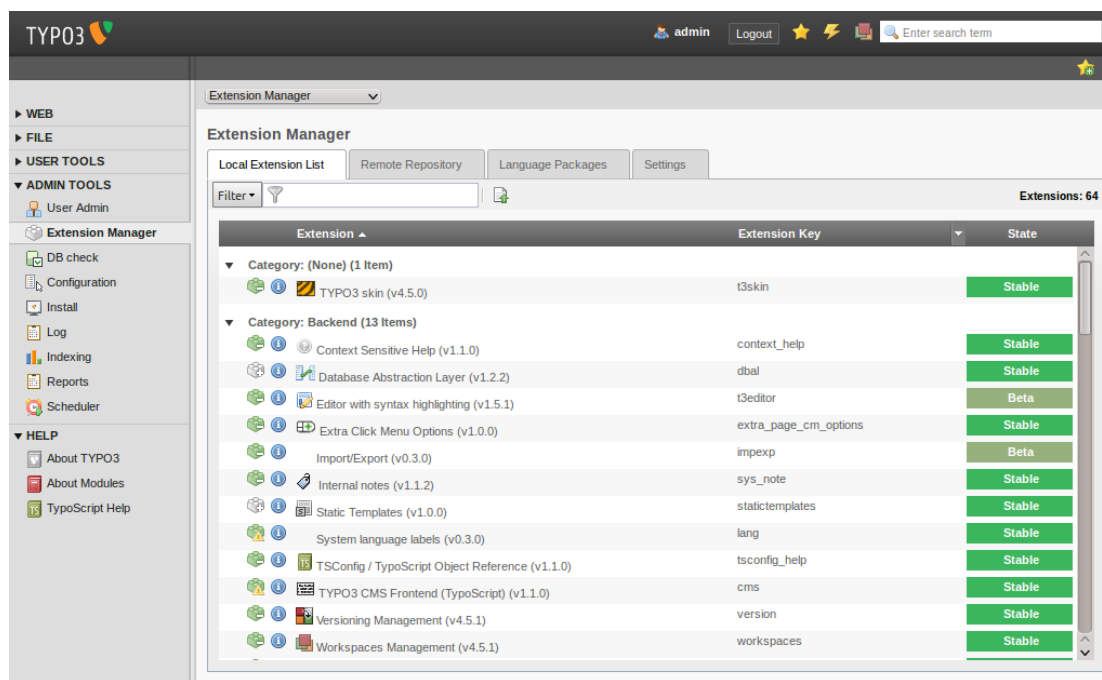 TYPO3
admin
Logout
Enter search term
Extension Manager
WEB
FILE
USER TOOLS
ADMIN TOOLS
User Admin
Extension Manager
DB check
Configuration
Install
Log
Indexing
Reports
Scheduler
HELP
About TYPO3
About Modules
TypoScript Help
Extension Manager
Local Extension List Remote Repository Language Packages Settings
Filter Extensions: 64
Extension Extension Key State
Category: (None) (1 Item)
TYPO3 skin (v4.5.0) t3skin Stable
Category: Backend (13 Items)
Context Sensitive Help (v1.1.0) context_help Stable
Database Abstraction Layer (v1.2.2) dbal Stable
Editor with syntax highlighting (v1.5.1) t3editor Beta
Extra Click Menu Options (v1.0.0) extra_page_cm_options Stable
Import/Export (v0.3.0) impexp Beta
Internal notes (v1.1.2) sys_note Stable
Static Templates (v1.0.0) statictemplates Stable
System language labels (v0.3.0) lang Stable
TSConfig / TypoScript Object Reference (v1.1.0) tsconfig_help Stable
TYPO3 CMS Frontend (TypoScript) (v1.1.0) cms Stable
Versioning Management (v4.5.1) version Stable
Workspaces Management (v4.5.1) workspaces Stable